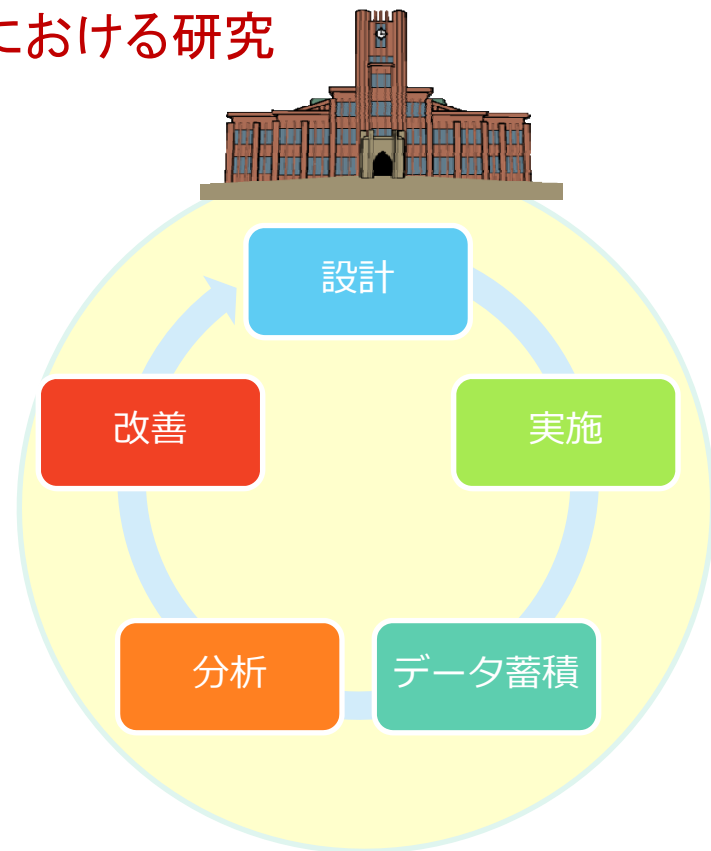 における研究
設計
実施
データ蓄積
分析
改善